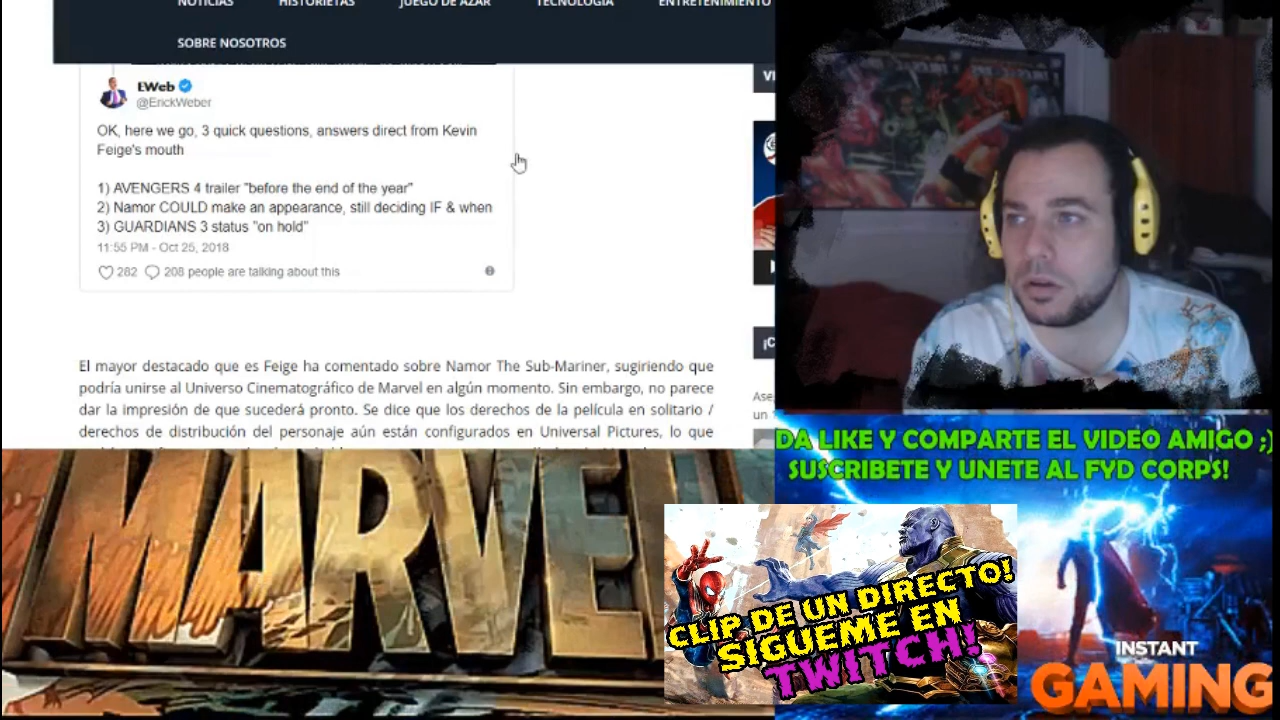 NOTICIAS HISTORIETAS JUEGO DE AZAR TECNOLOGÍA ENTRETENIMIENTO
SOBRE NOSOTROS
EWeb
@ErickWeber
OK, here we go, 3 quick questions, answers direct from Kevin
Feige's mouth
1) AVENGERS 4 trailer "before the end of the year"
2) Namor COULD make an appearance, still deciding IF & when
3) GUARDIANS 3 status "on hold"
11:55 PM - Oct 25, 2018
282 208 people are talking about this
El mayor destacado que es Feige ha comentado sobre Namor The Sub-Mariner, sugiriendo que
podría unirse al Universo Cinematográfico de Marvel en algún momento. Sin embargo, no parece
dar la impresión de que sucederá pronto. Se dice que los derechos de la película en solitario /
derechos de distribución del personaje aún están configurados en Universal Pictures, lo que
DA LIKE Y COMPARTE EL VIDEO AMIGO ;)
SUSCRIBETE Y UNETE AL FYD CORPS!
MARVEL
CLIP DE UN DIRECTO!
SIGUEME EN
TWITCH!
INSTANT
GAMING